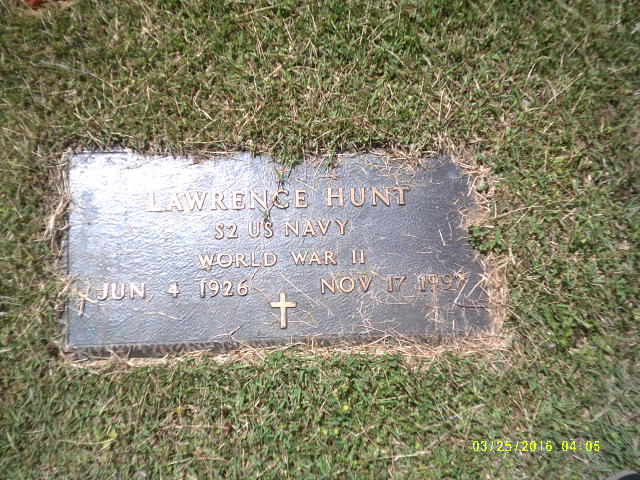 LAWRENCE HUNT
S2 US NAVY
WORLD WAR II
JUN 4 1926 NOV 17 1997
03/25/2016 04:05